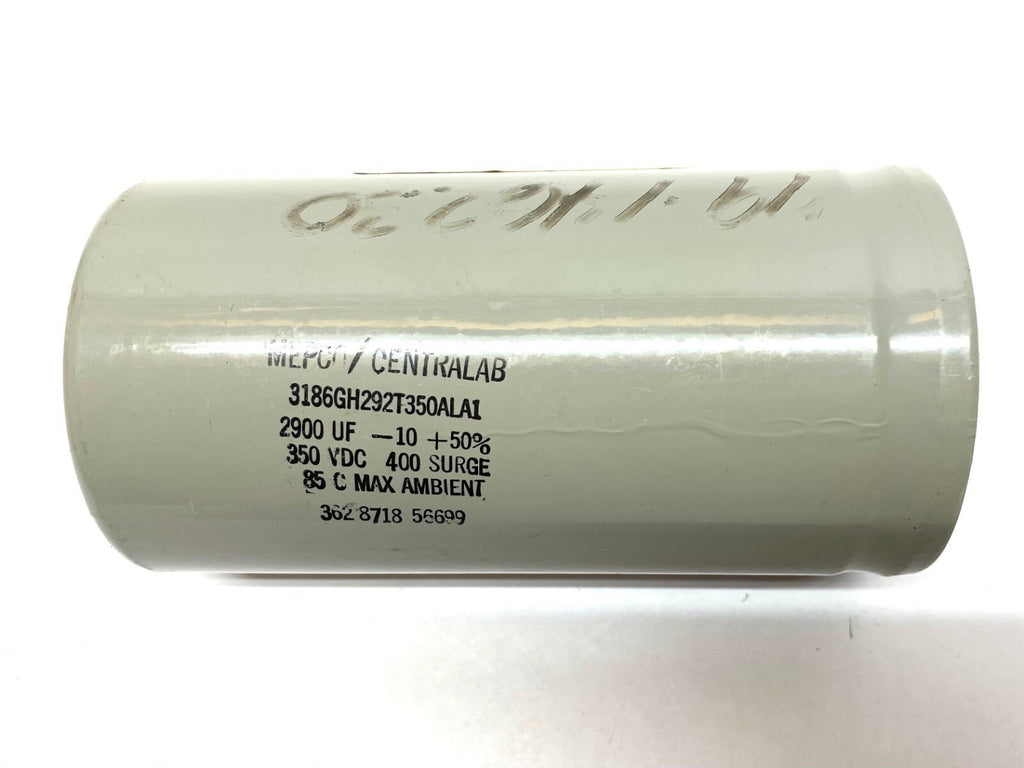 MEPCO/CENTRALAB
3186GH292T350ALA1
2900 UF -10 +50%
350 VDC 400 SURGE
85 C MAX AMBIENT
362 8718 56699